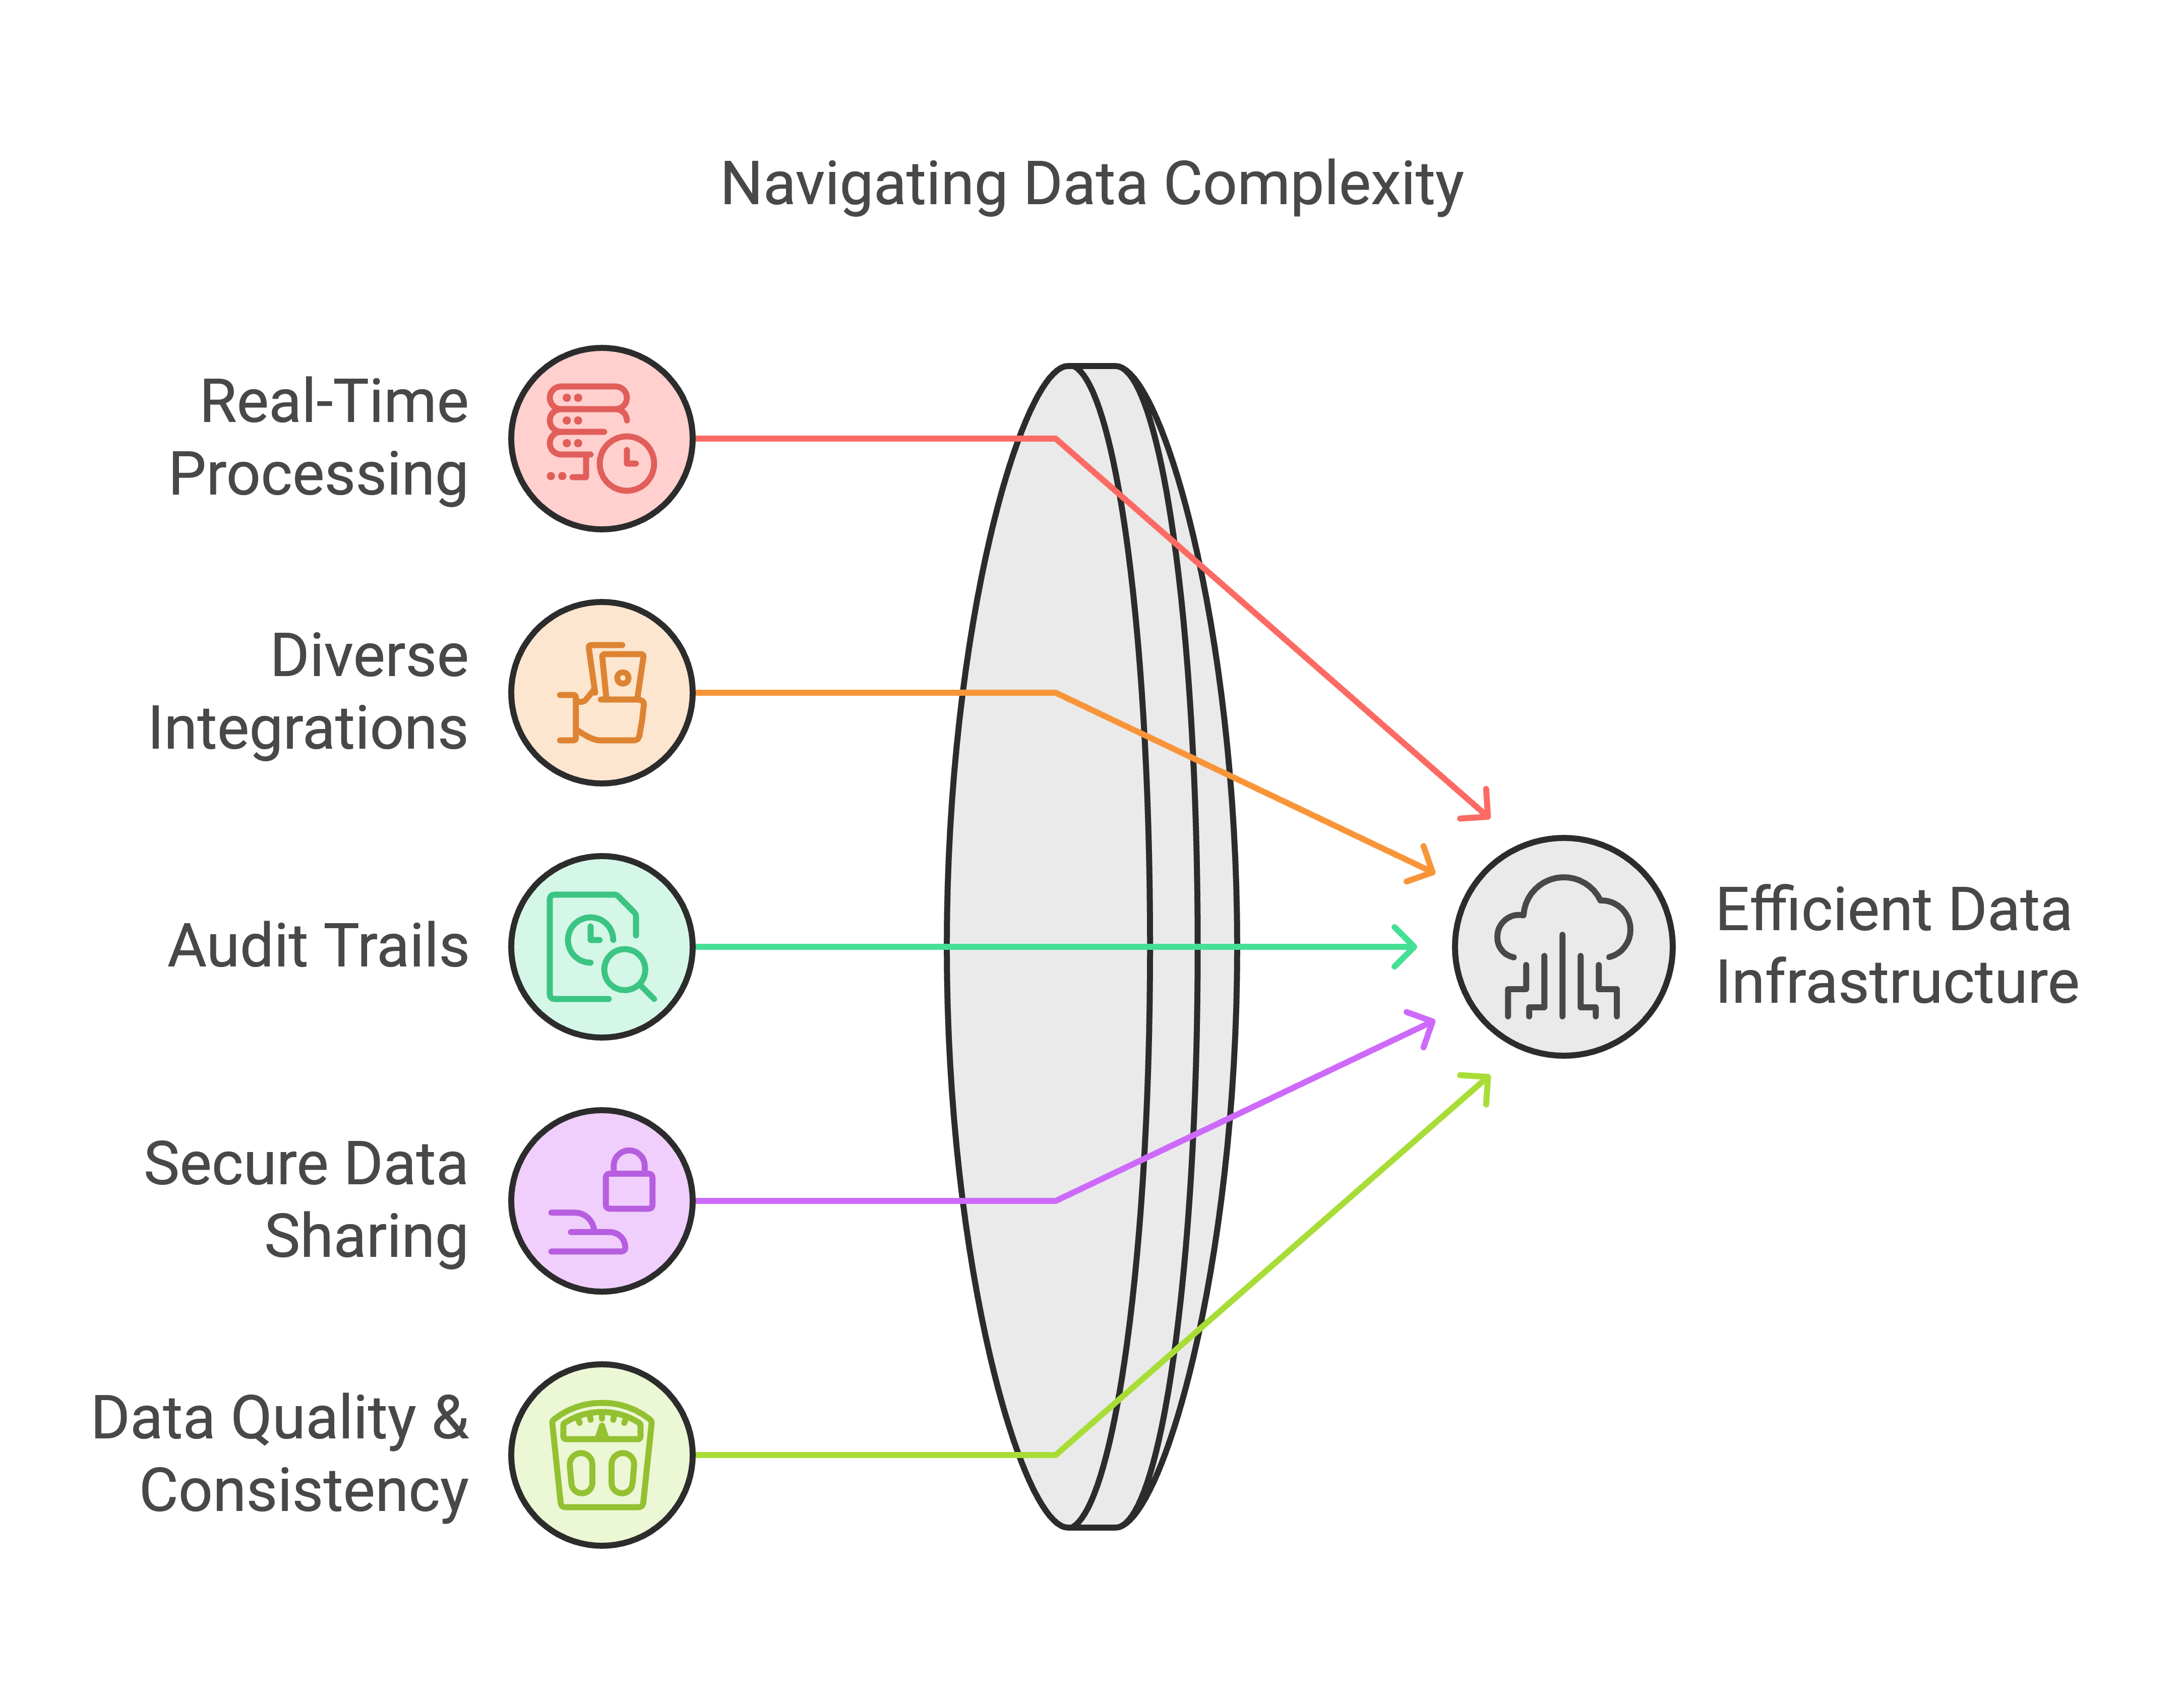 Navigating Data Complexity
Real-Time
Processing
Diverse
Integrations
Audit Trails
Secure Data
Sharing
Data Quality &
Consistency
Efficient Data
Infrastructure